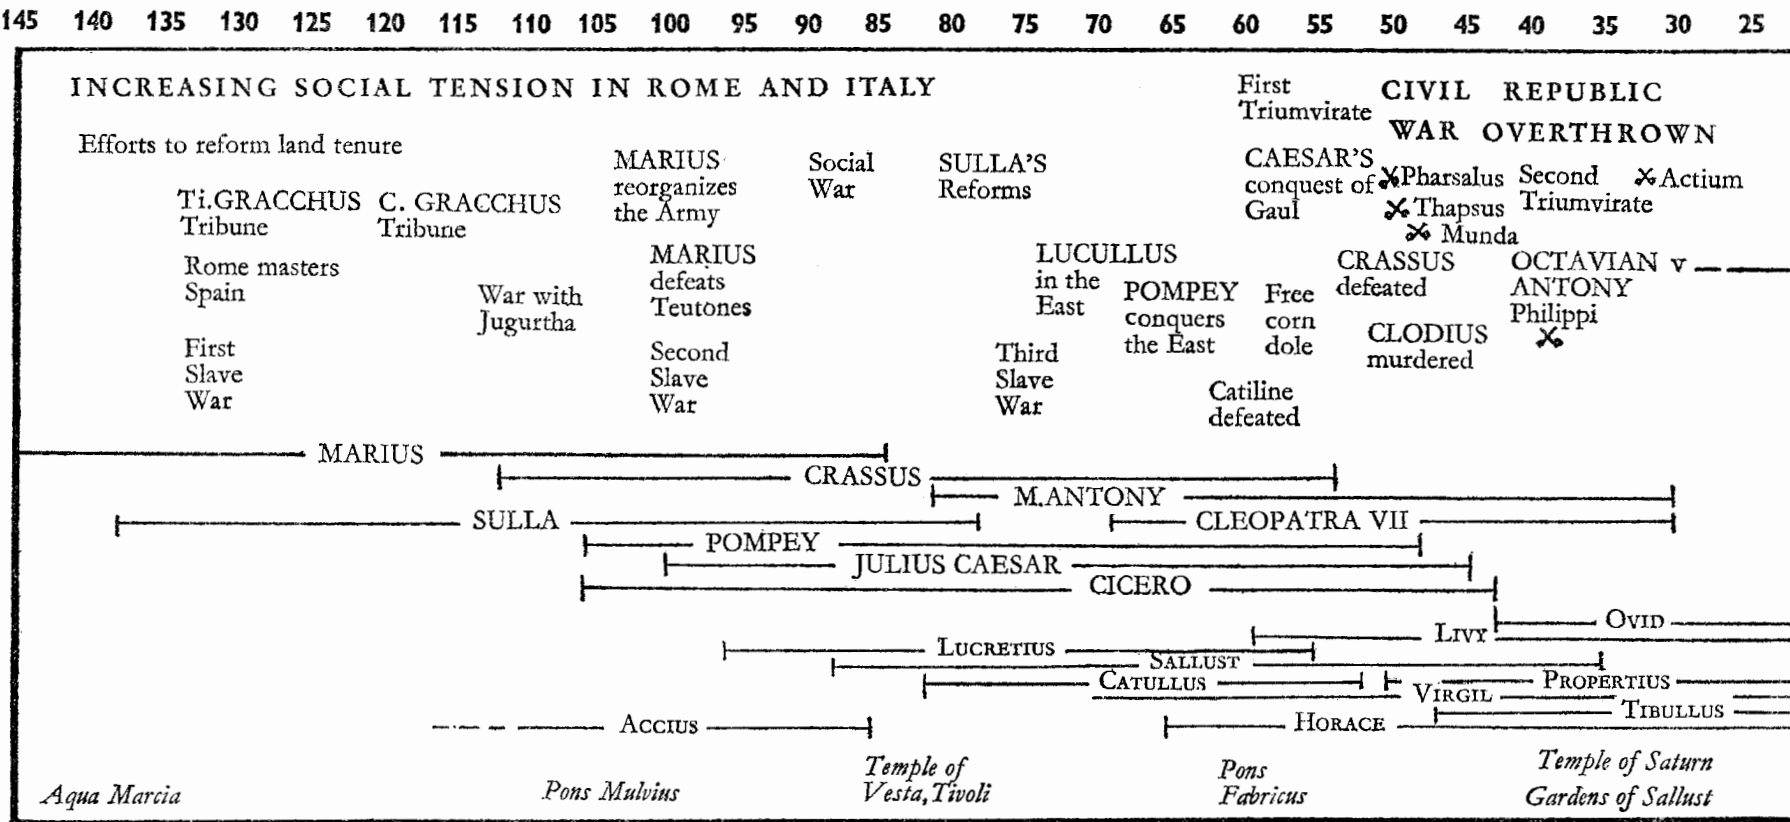 145 140 135 130 125 120 115 110 105 100 95 90 85 80 75 70 65 60 55 50 45 40 35 30 25
INCREASING SOCIAL TENSION IN ROME AND ITALY
Efforts to reform land tenure
Ti.GRACCHUS
Tribune
C. GRACCHUS
Tribune
Rome masters
Spain
War with
Jugurtha
First
Slave
War
MARIUS
reorganizes
the Army
MARIUS
defeats
Teutones
Second
Slave
War
Social
War
SULLA'S
Reforms
LUCULLUS
in the
East
Third
Slave
War
POMPEY
conquers
the East
First
Triumvirate
CAESAR'S
conquest of
Gaul
Free
corn
dole
Catiline
defeated
CIVIL REPUBLIC
WAR OVERTHROWN
Pharsalus
Thapsus
Munda
CRASSUS
defeated
CLODIUS
murdered
Second
Triumvirate
Actium
OCTAVIAN v
ANTONY
Philippi
MARIUS
CRASSUS
M.ANTONY
SULLA
CLEOPATRA VII
POMPEY
JULIUS CAESAR
CICERO
OVID
LIVY
LUCRETIUS
SALLUST
CATULLUS
PROPERTIUS
VIRGIL
TIBULLUS
ACCIUS
HORACE
Aqua Marcia
Pons Mulvius
Temple of
Vesta, Tivoli
Pons
Fabricus
Temple of Saturn
Gardens of Sallust